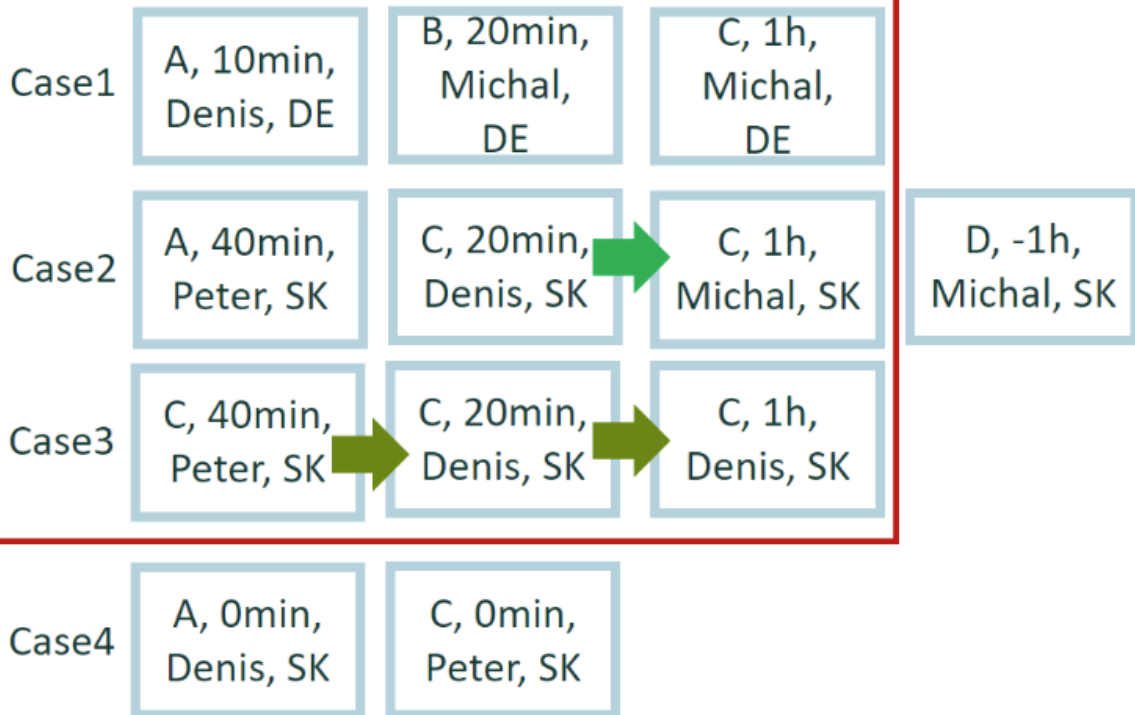 Case1
A, 10min,
Denis, DE
B, 20min,
Michal,
DE
C, 1h,
Michal,
DE
Case2
A, 40min,
Peter, SK
C, 20min,
Denis, SK
C, 1h,
Michal, SK
D, -1h,
Michal, SK
Case3
C, 40min,
Peter, SK
C, 20min,
Denis, SK
C, 1h,
Denis, SK
Case4
A, 0min,
Denis, SK
C, 0min,
Peter, SK